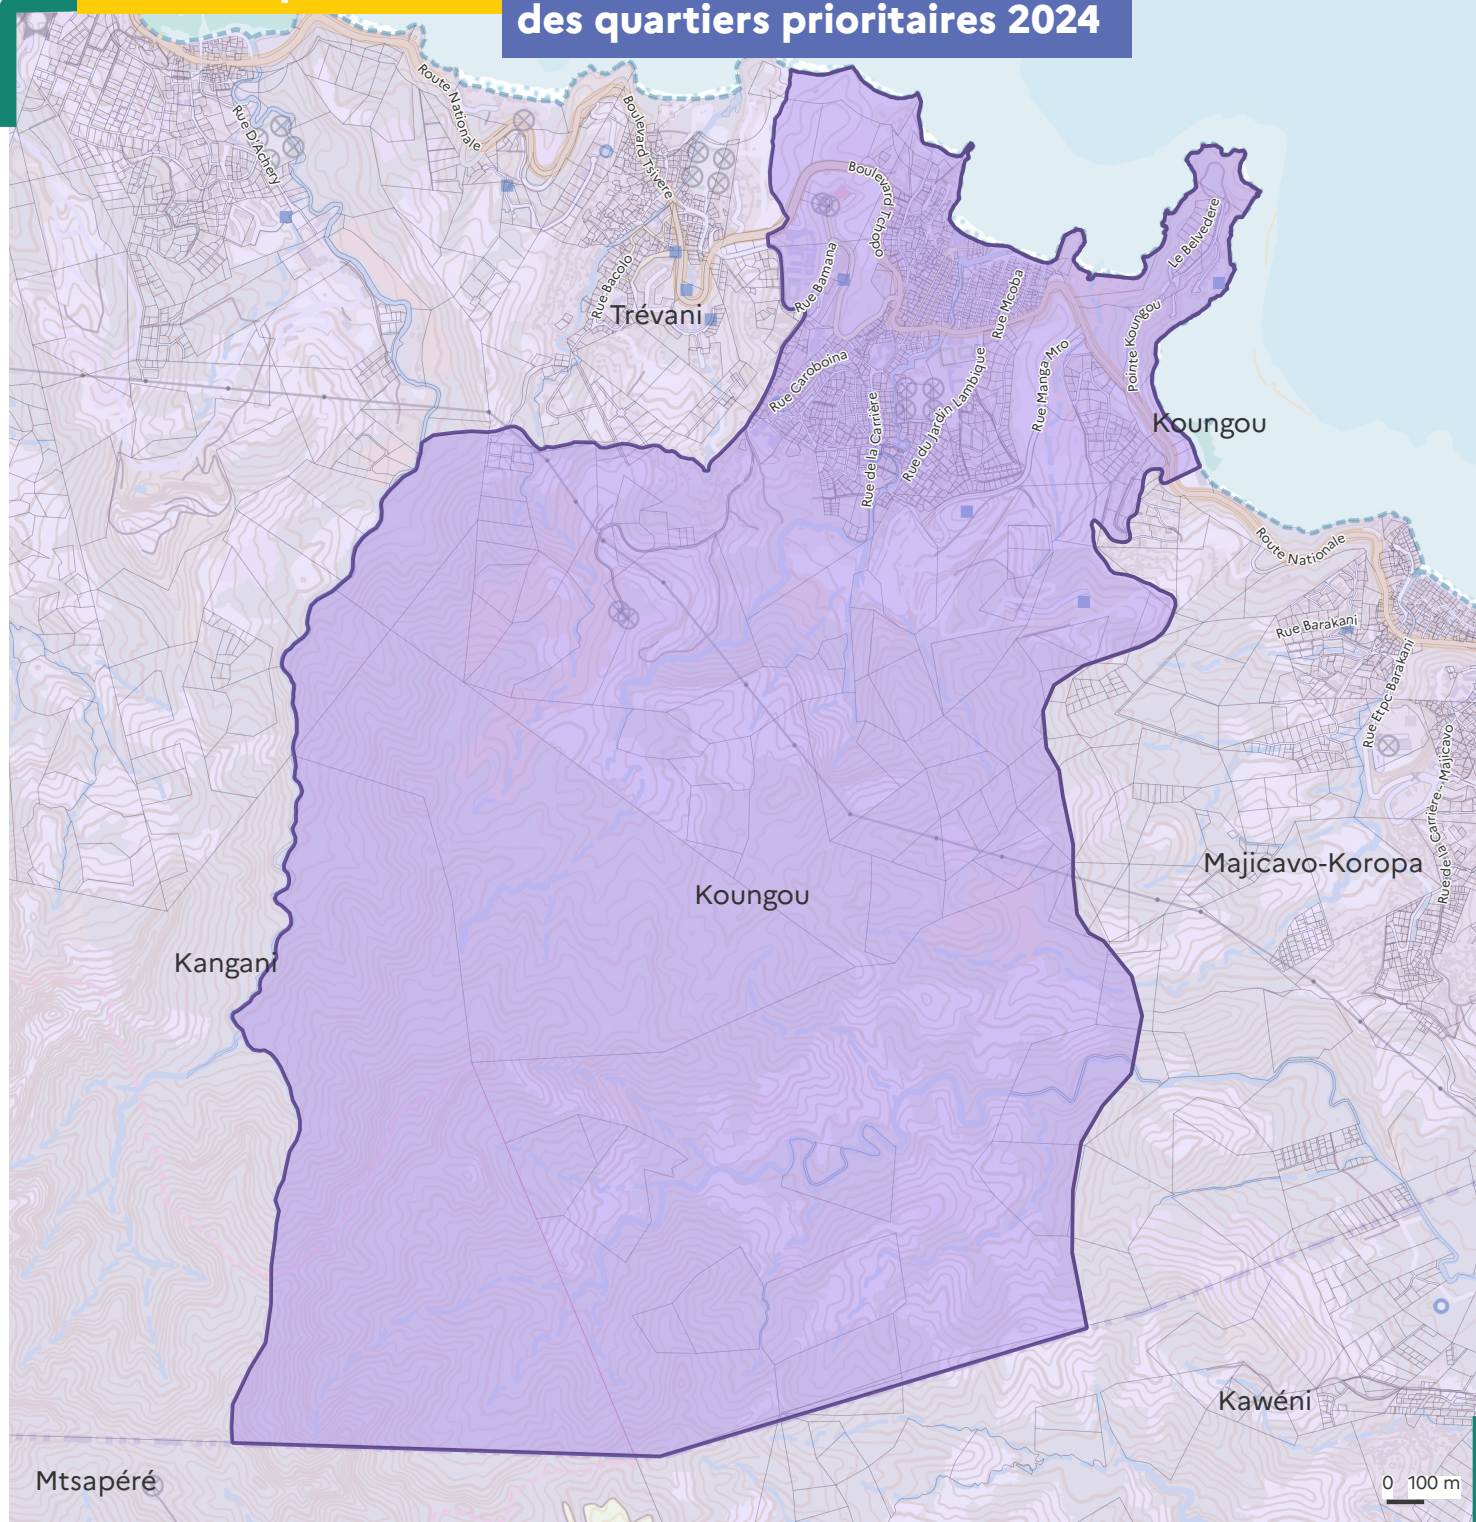 des quartiers prioritaires 2024
Route Nationale
Rue D'Achery
Boulevard Tsivere
Boulevard Tchopo
Le Belvedere
Rue Bacolo
Rue Bamana
Trévani
Rue Mcoba
Pointe Koungou
Rue Caroboina
Rue Manga Mro
Rue du Jardin Lambique
Rue de la Carrière
Koungou
Route Nationale
Rue Barakani
Rue Etpc Barakani
Rue de la Carrière - Majicavo
Majicavo-Koropa
Koungou
Kangani
Kawéni
Mtsapéré
0 100 m